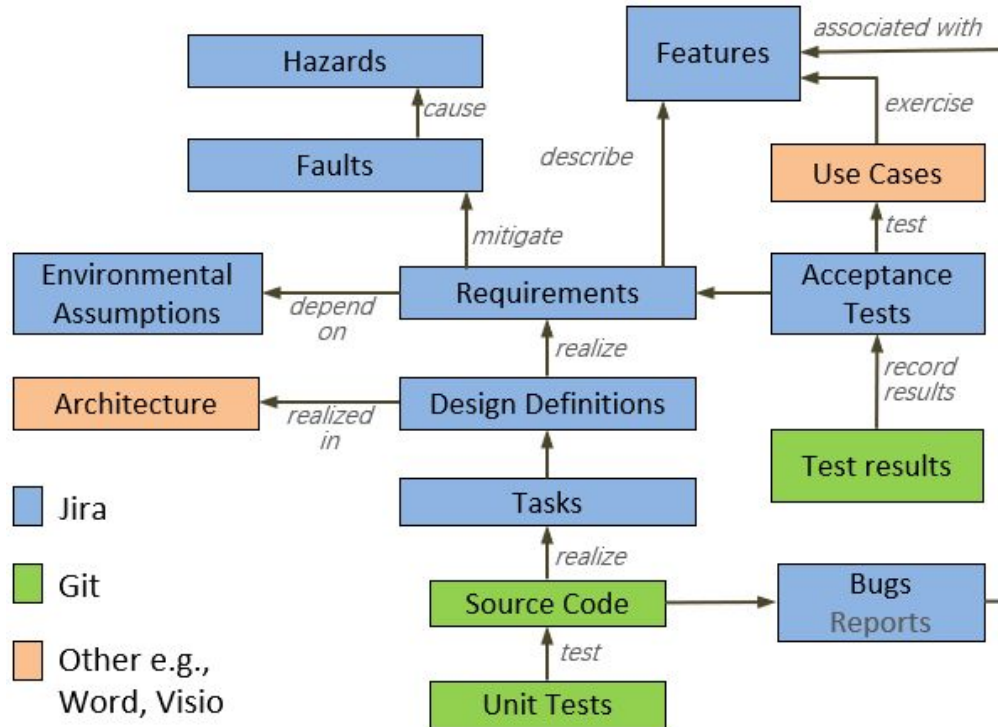 associated with
Features
Hazards
cause
exercise
describe
Faults
Use Cases
mitigate
test
Environmental
Assumptions
depend
on
Requirements
Acceptance
Tests
realize
record
results
Architecture
realized
in
Design Definitions
Test results
Jira
Tasks
realize
Git
Source Code
Bugs
Reports
test
Other e.g.,
Word, Visio
Unit Tests